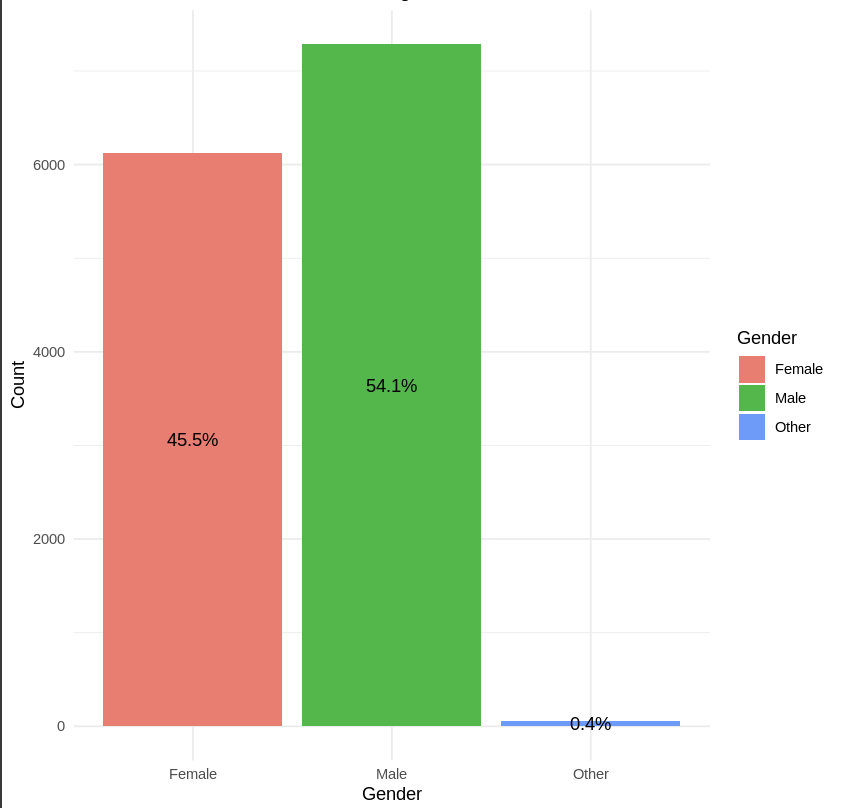 6000
4000
2000
0
Count
45.5%
54.1%
0.4%
Female
Male
Other
Gender
Gender
Female
Male
Other